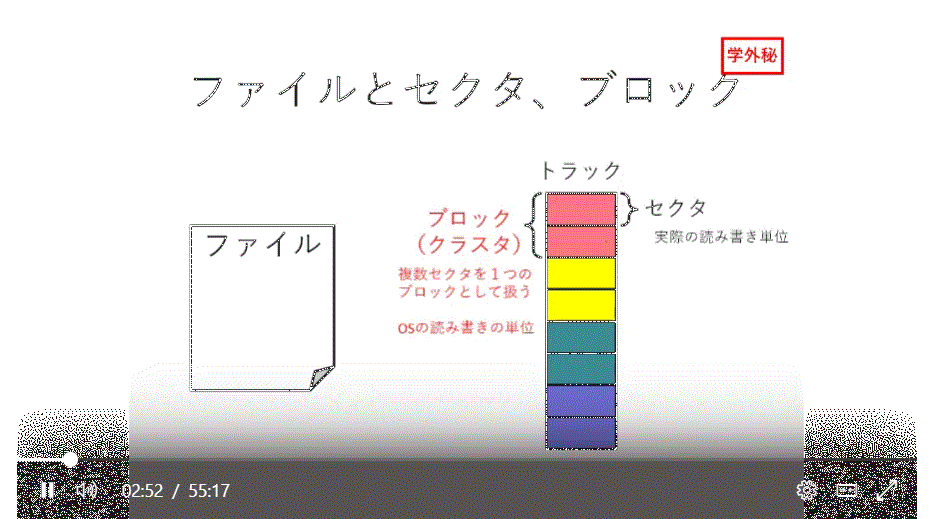 学外秘
ファイルとセクタ、ブロック
トラック
ブロック
(クラスタ)
セクタ
実際の読み書き単位
ファイル
複数セクタを１つの
ブロックとして扱う
OSの読み書きの単位
02:52 / 55:17